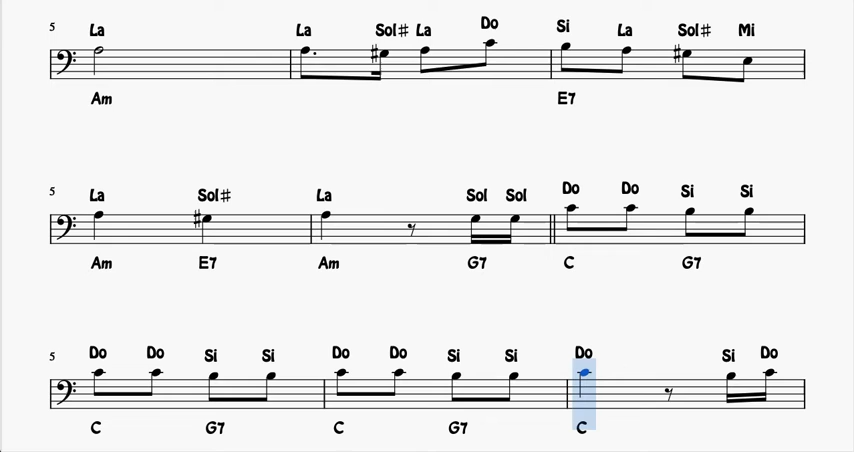 5
La La Sol# La Do Si La Sol# Mi
Am E7
5
La Sol# La Sol Sol Do Do Si Si
Am E7 Am G7 C G7
5
Do Do Si Si Do Do Si Si Do Si Do
C G7 C G7 C